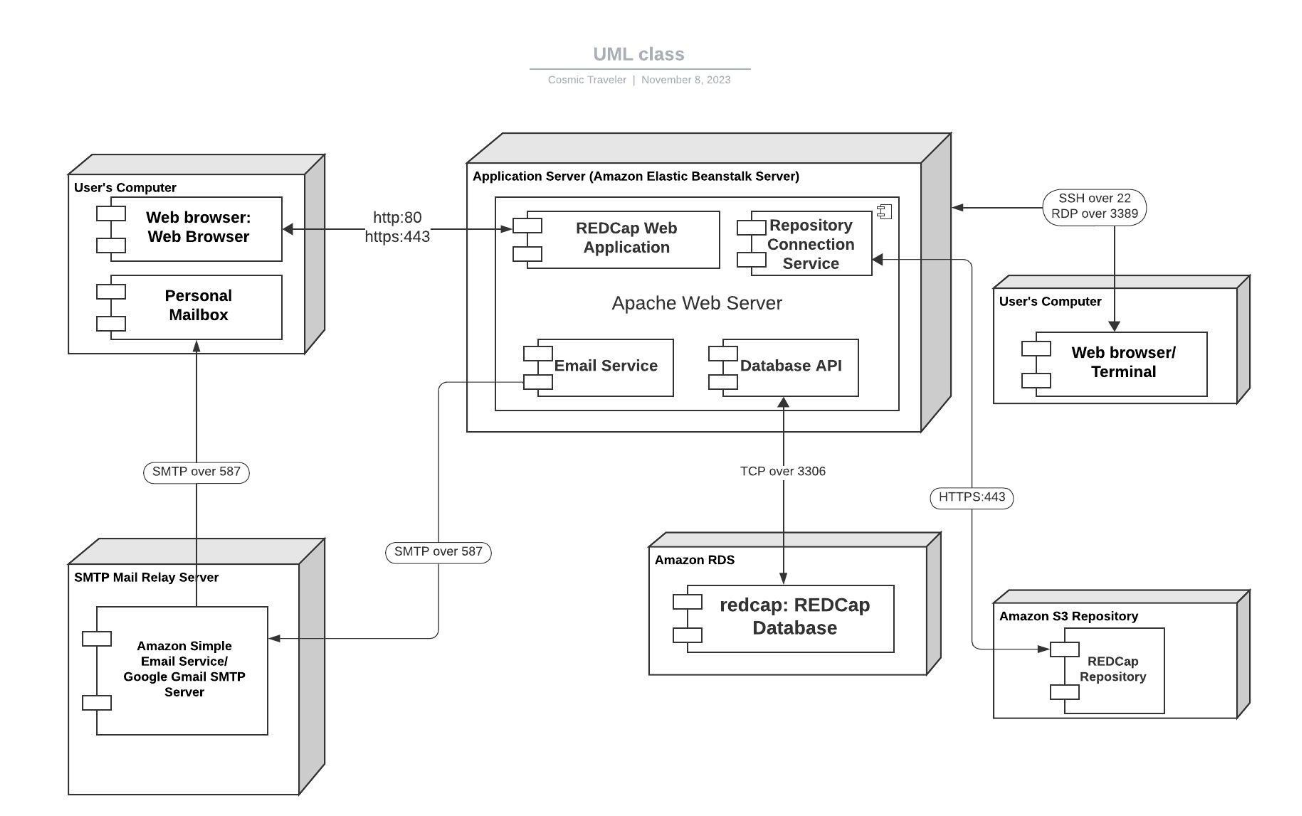 UML class
Cosmic Traveler | November 8, 2023
User's Computer
Web browser:
Web Browser
Personal
Mailbox
http:80
https:443
Application Server (Amazon Elastic Beanstalk Server)
REDCap Web
Application
Repository
Connection
Service
Apache Web Server
Email Service
Database API
SSH over 22
RDP over 3389
User's Computer
Web browser/
Terminal
SMTP over 587
SMTP over 587
TCP over 3306
HTTPS:443
SMTP Mail Relay Server
Amazon Simple
Email Service/
Google Gmail SMTP
Server
Amazon RDS
redcap: REDCap
Database
Amazon S3 Repository
REDCap
Repository